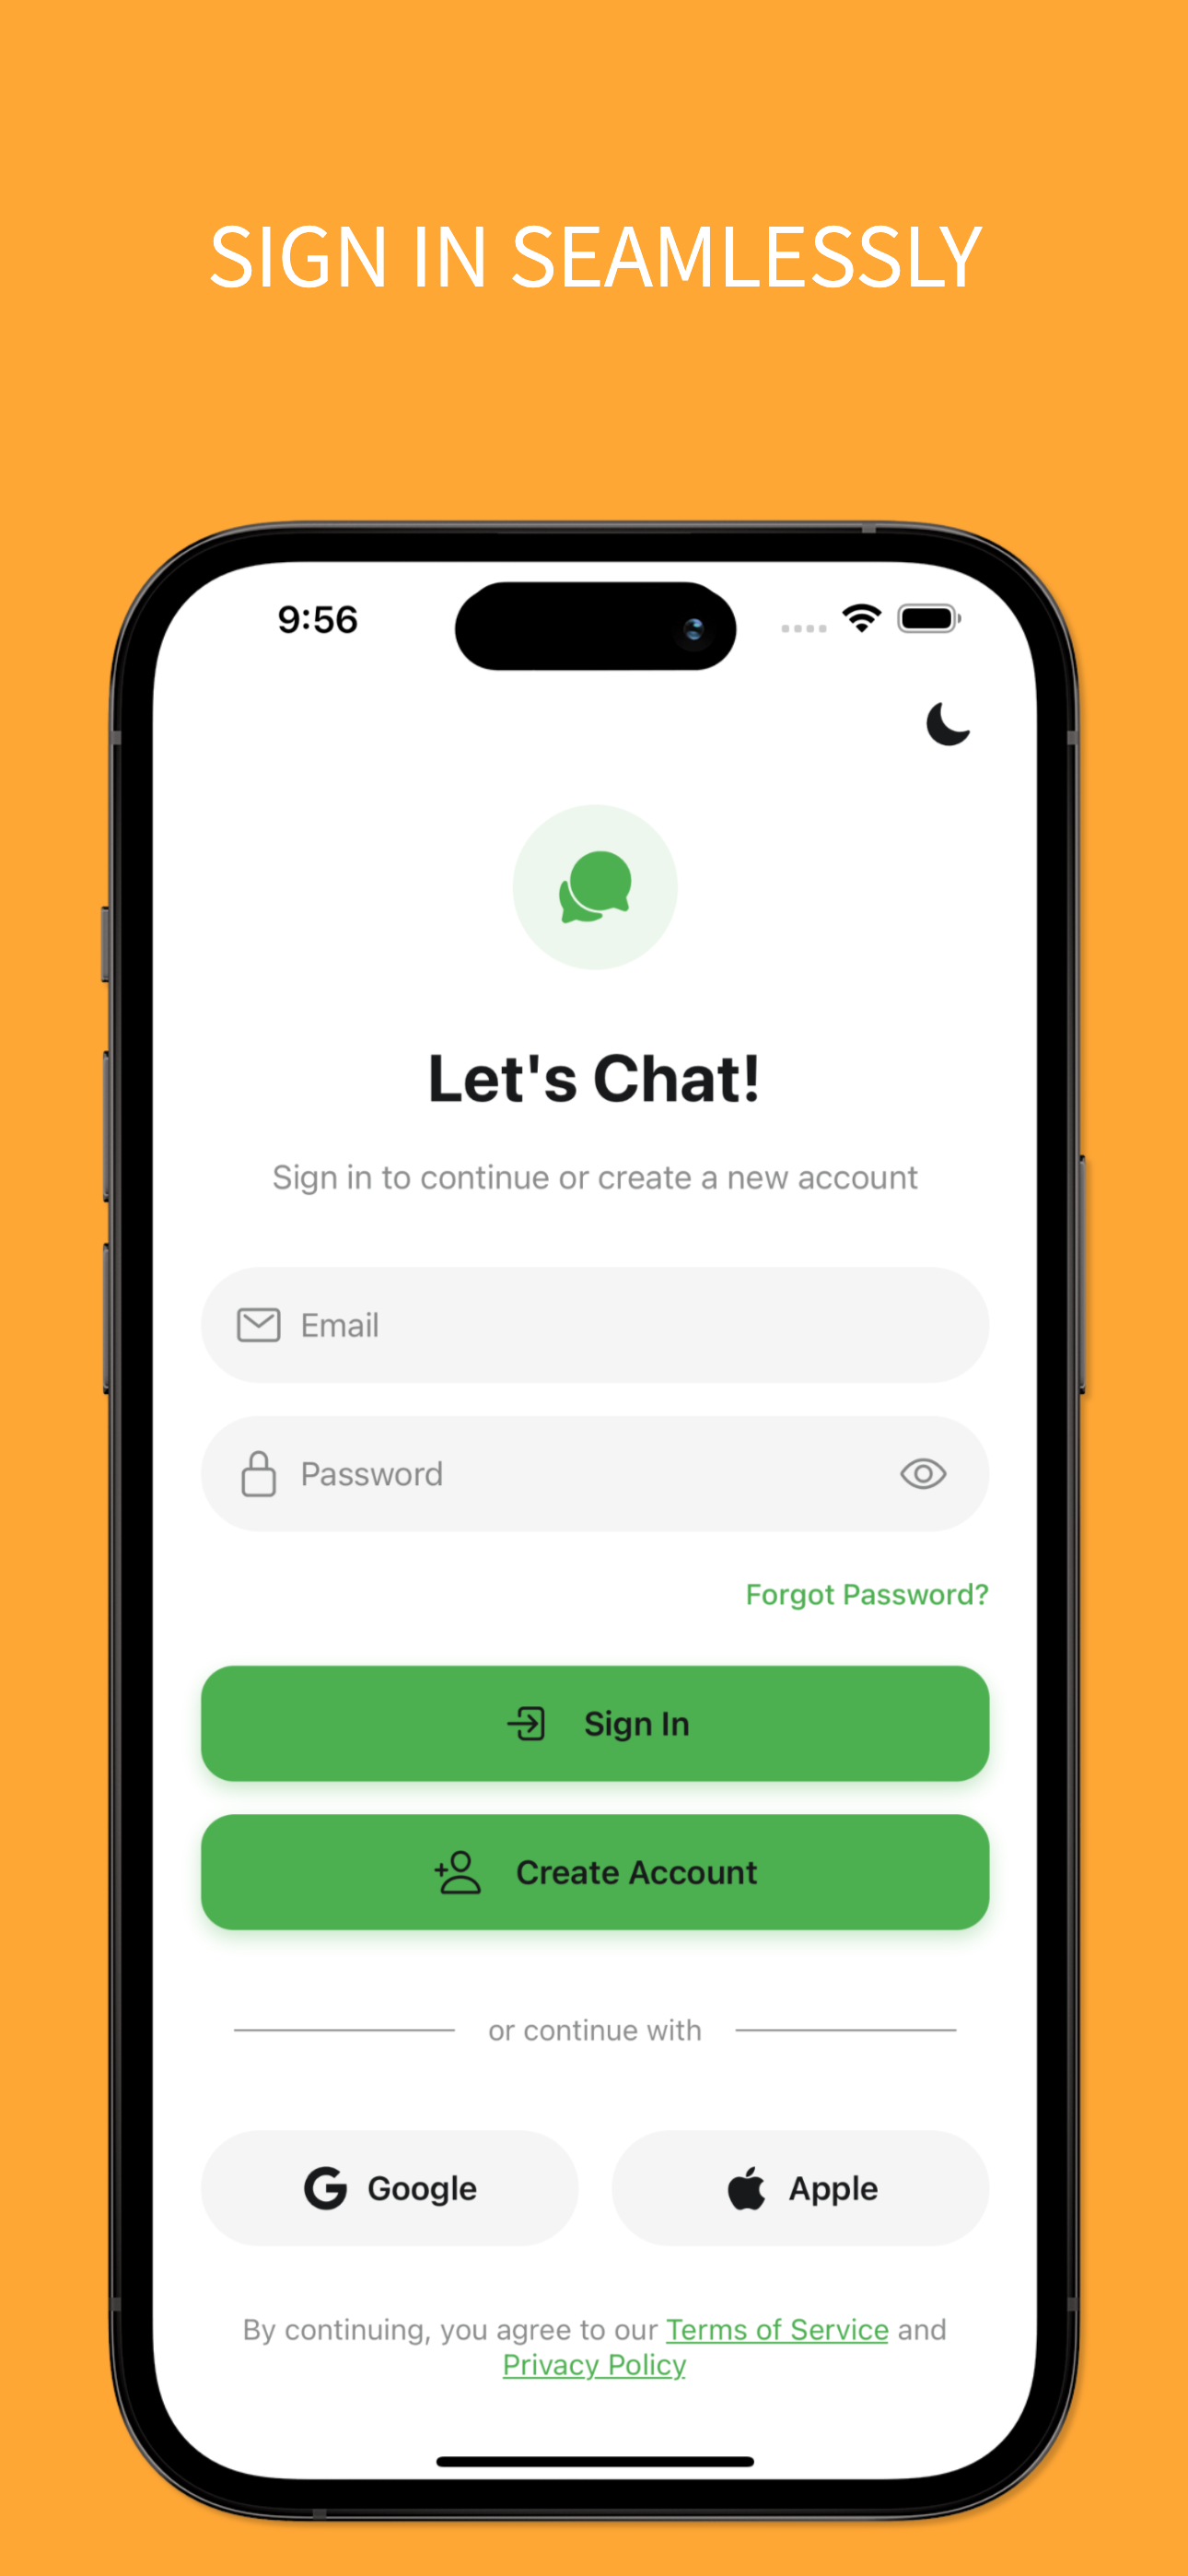 SIGN IN SEAMLESSLY
9:56
Let's Chat!
Sign in to continue or create a new account
Email
Password
Forgot Password?
Sign In
Create Account
or continue with
Google
Apple
By continuing, you agree to our Terms of Service and
Privacy Policy